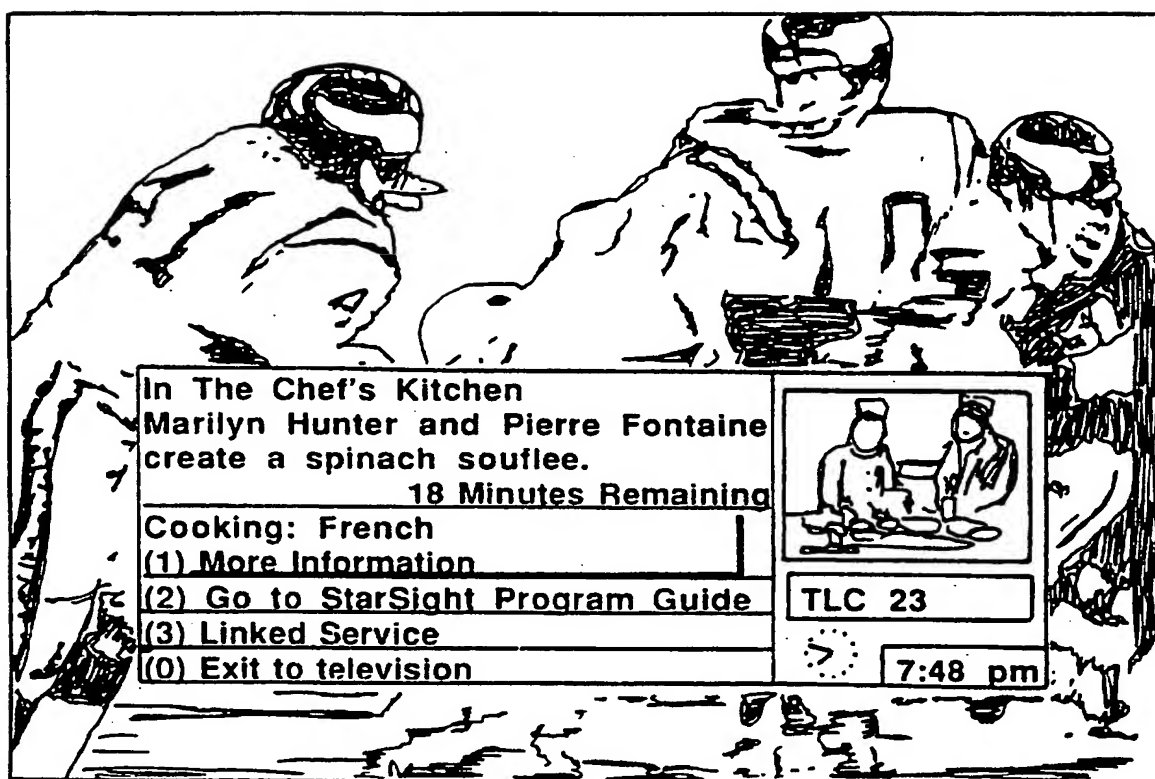 In The Chef's Kitchen
Marilyn Hunter and Pierre Fontaine
create a spinach souflee.
18 Minutes Remaining
Cooking: French
(1) More Information
(2) Go to StarSight Program Guide
(3) Linked Service
(0) Exit to television
TLC 23
7:48 pm